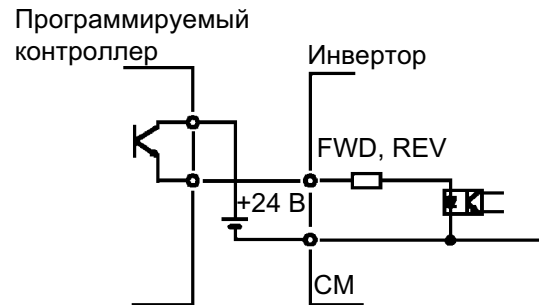 Программируемый
контроллер
Инвертор
FWD, REV
+24 В
CM